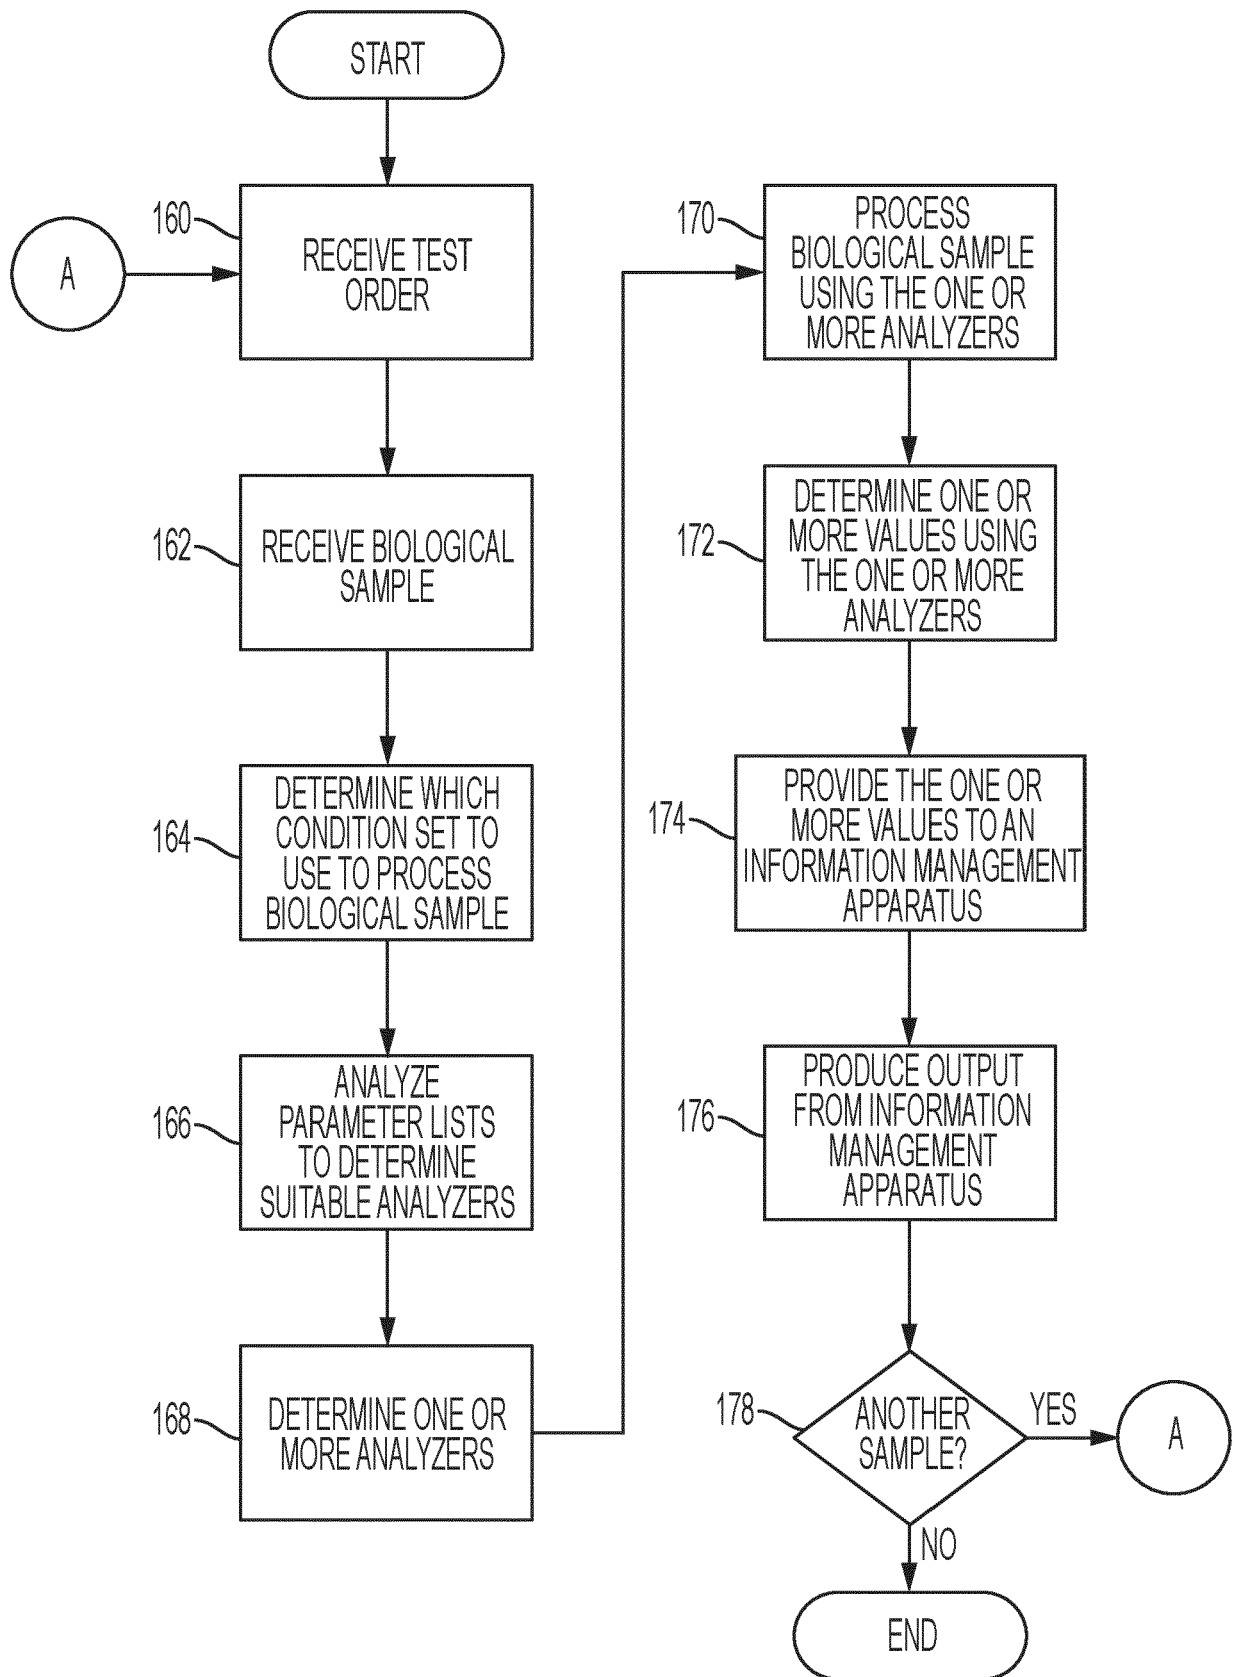 START
160
A
RECEIVE TEST
ORDER
162
RECEIVE BIOLOGICAL
SAMPLE
164
DETERMINE WHICH
CONDITION SET TO
USE TO PROCESS
BIOLOGICAL SAMPLE
166
ANALYZE
PARAMETER LISTS
TO DETERMINE
SUITABLE ANALYZERS
168
DETERMINE ONE OR
MORE ANALYZERS
170
PROCESS
BIOLOGICAL SAMPLE
USING THE ONE OR
MORE ANALYZERS
172
DETERMINE ONE OR
MORE VALUES USING
THE ONE OR MORE
ANALYZERS
174
PROVIDE THE ONE OR
MORE VALUES TO AN
INFORMATION MANAGEMENT
APPARATUS
176
PRODUCE OUTPUT
FROM INFORMATION
MANAGEMENT
APPARATUS
178
ANOTHER
SAMPLE?
YES
A
NO
END